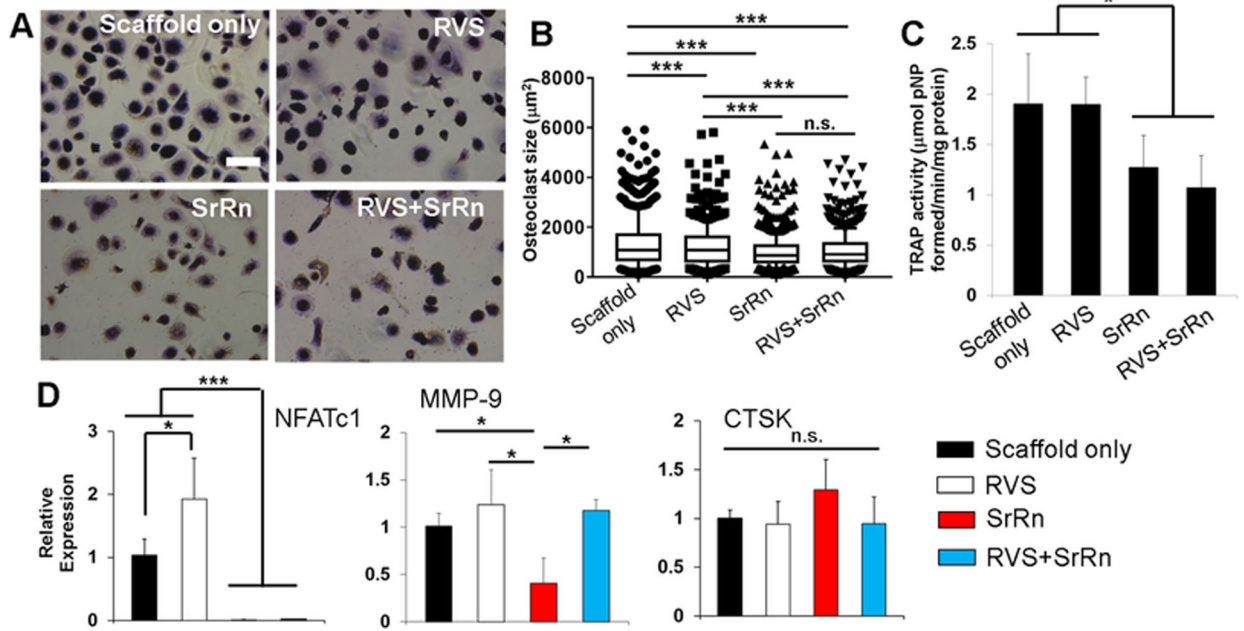 A
Scaffold only
RVS
SrRn
RVS+SrRn
B
***
***
***
***
***
n.s.
Osteoclast size (μm²)
8000
6000
4000
2000
0
Scaffold
only
RVS
SrRn
RVS+SrRn
C
*
TRAP activity (μmol pNP
formed/min/mg protein)
2.5
2
1.5
1
0.5
0
Scaffold
only
RVS
SrRn
RVS+SrRn
D
***
*
NFATc1
Relative
Expression
3
2
1
0
MMP-9
*
*
*
2
1.5
1
0.5
0
CTSK
n.s.
2
1.5
1
0.5
0
Scaffold only
RVS
SrRn
RVS+SrRn